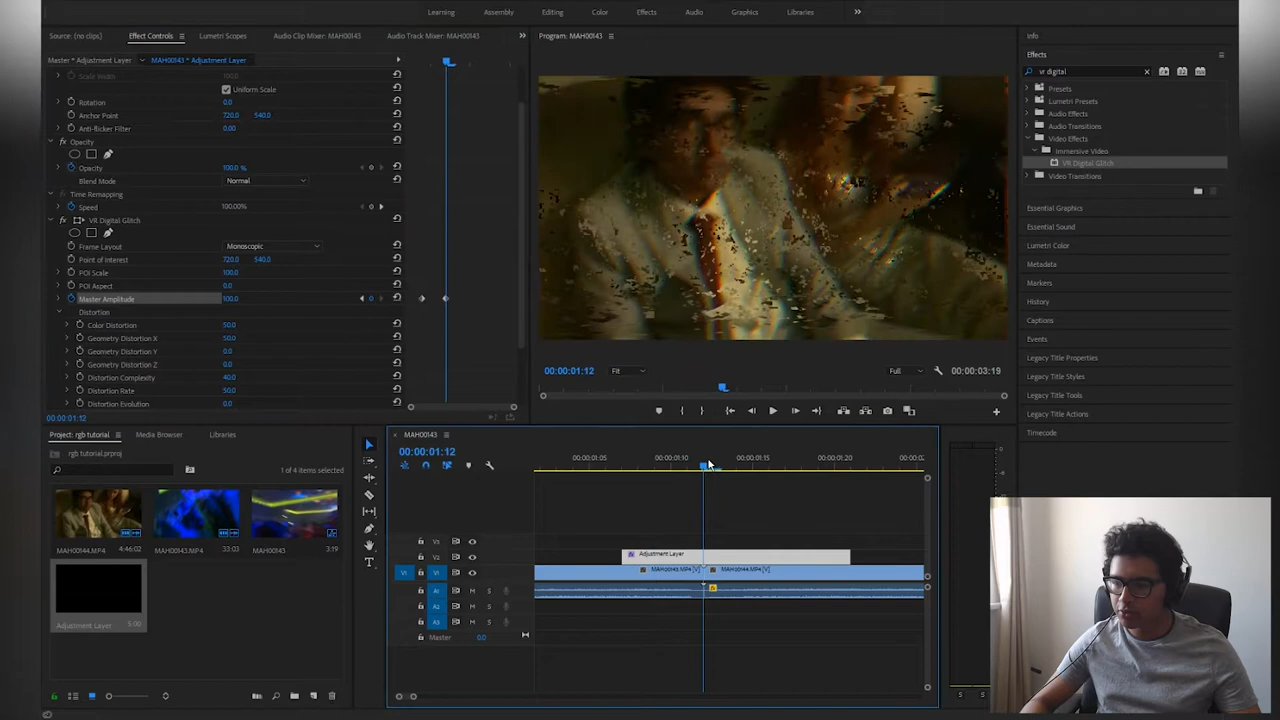 Learning Assembly Editing Color Effects Audio Graphics Libraries
Source: (no clips) Effect Controls Lumetri Scopes Audio Clip Mixer: MAH00143 Audio Track Mixer: MAH00143
Master * Adjustment Layer MAH00143 * Adjustment Layer
Scale Width 100.0
Uniform Scale
Rotation 0.0
Anchor Point 720.0 540.0
Anti-flicker Filter 0.00
fx Opacity
Opacity 100.0 %
Blend Mode Normal
Time Remapping
Speed 100.00%
fx VR Digital Glitch
Frame Layout Monoscopic
Point of Interest 720.0 540.0
POI Scale 100.0
POI Aspect 0.0
Master Amplitude 100.0
Distortion
Color Distortion 50.0
Geometry Distortion X 50.0
Geometry Distortion Y 0.0
Geometry Distortion Z 0.0
Distortion Complexity 40.0
Distortion Rate 50.0
Distortion Evolution 0.0
00:00:01:12
Program: MAH00143
00:00:01:12 Fit Full 00:00:03:19
Info
Effects
vr digital
Presets
Lumetri Presets
Audio Effects
Audio Transitions
Video Effects
Immersive Video
VR Digital Glitch
Video Transitions
Essential Graphics
Essential Sound
Lumetri Color
Metadata
Markers
History
Captions
Events
Legacy Title Properties
Legacy Title Styles
Legacy Title Tools
Legacy Title Actions
Timecode
Project: rgb tutorial Media Browser Libraries
rgb tutorial.prproj
1 of 4 items selected
MAH00144.MP4 4:46:02 MAH00143.MP4 33:03 MAH00143 3:19
Adjustment Layer 5:00
MAH00143
00:00:01:12
00:00:01:05 00:00:01:10 00:00:01:15 00:00:01:20 00:00:0
V3
V2 Adjustment Layer
V1 V1 MAH00143.MP4 [V] MAH00144.MP4 [V]
A1 M S
A2 M S
A3 M S
Master 0.0
S S